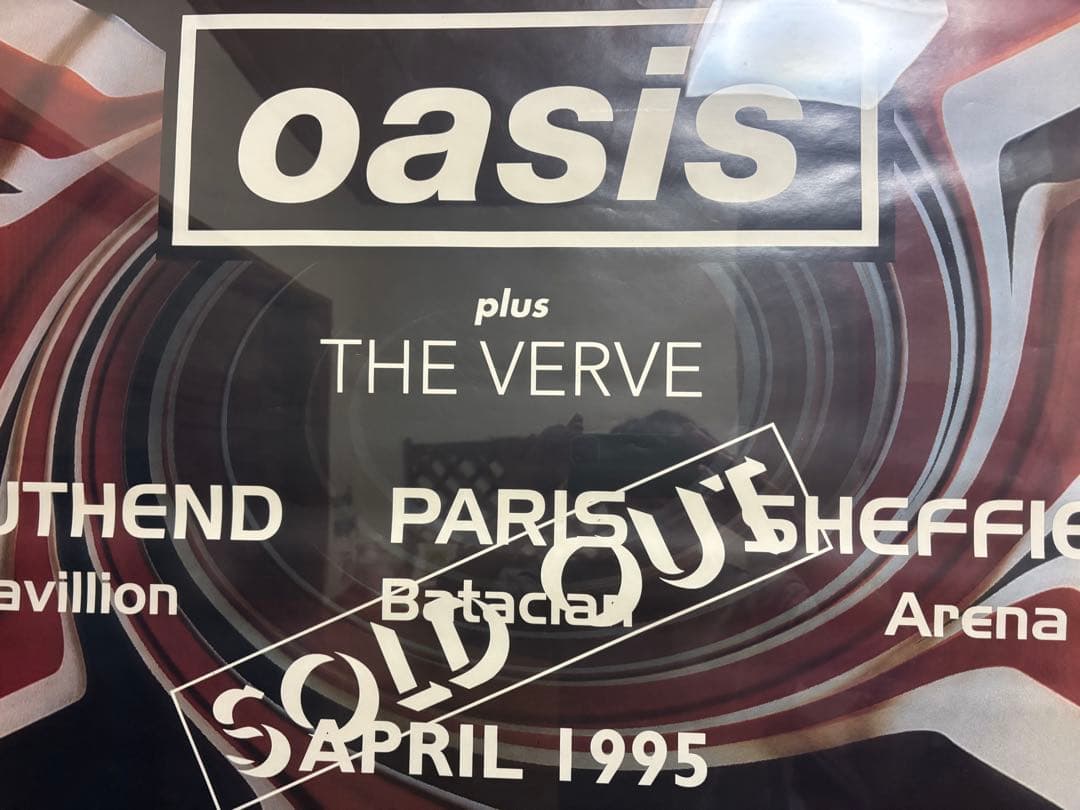 oasis
plus
THE VERVE
UTHEND PARIS SHEFFIE
avillion Bataclan Arena
SOLD OUT
APRIL 1995